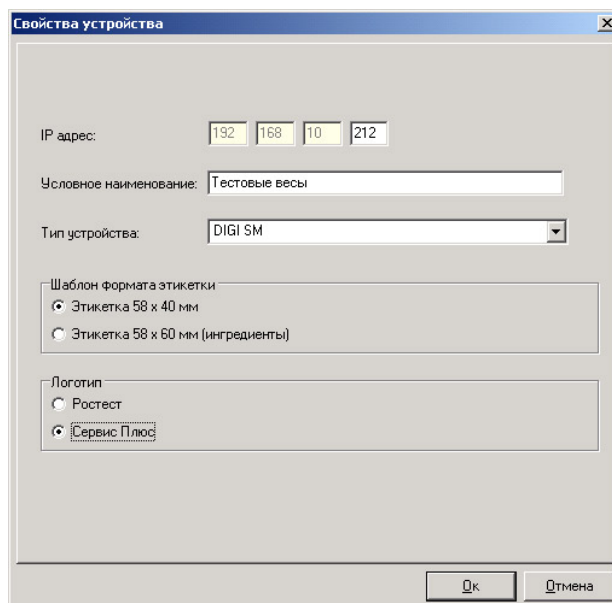 Свойства устройства
IP адрес: 192 168 10 212
Условное наименование: Тестовые весы
Тип устройства: DIGI SM
Шаблон формата этикетки
Этикетка 58 x 40 мм
Этикетка 58 x 60 мм (ингредиенты)
Логотип
Ростест
Сервис Плюс
Ок Отмена